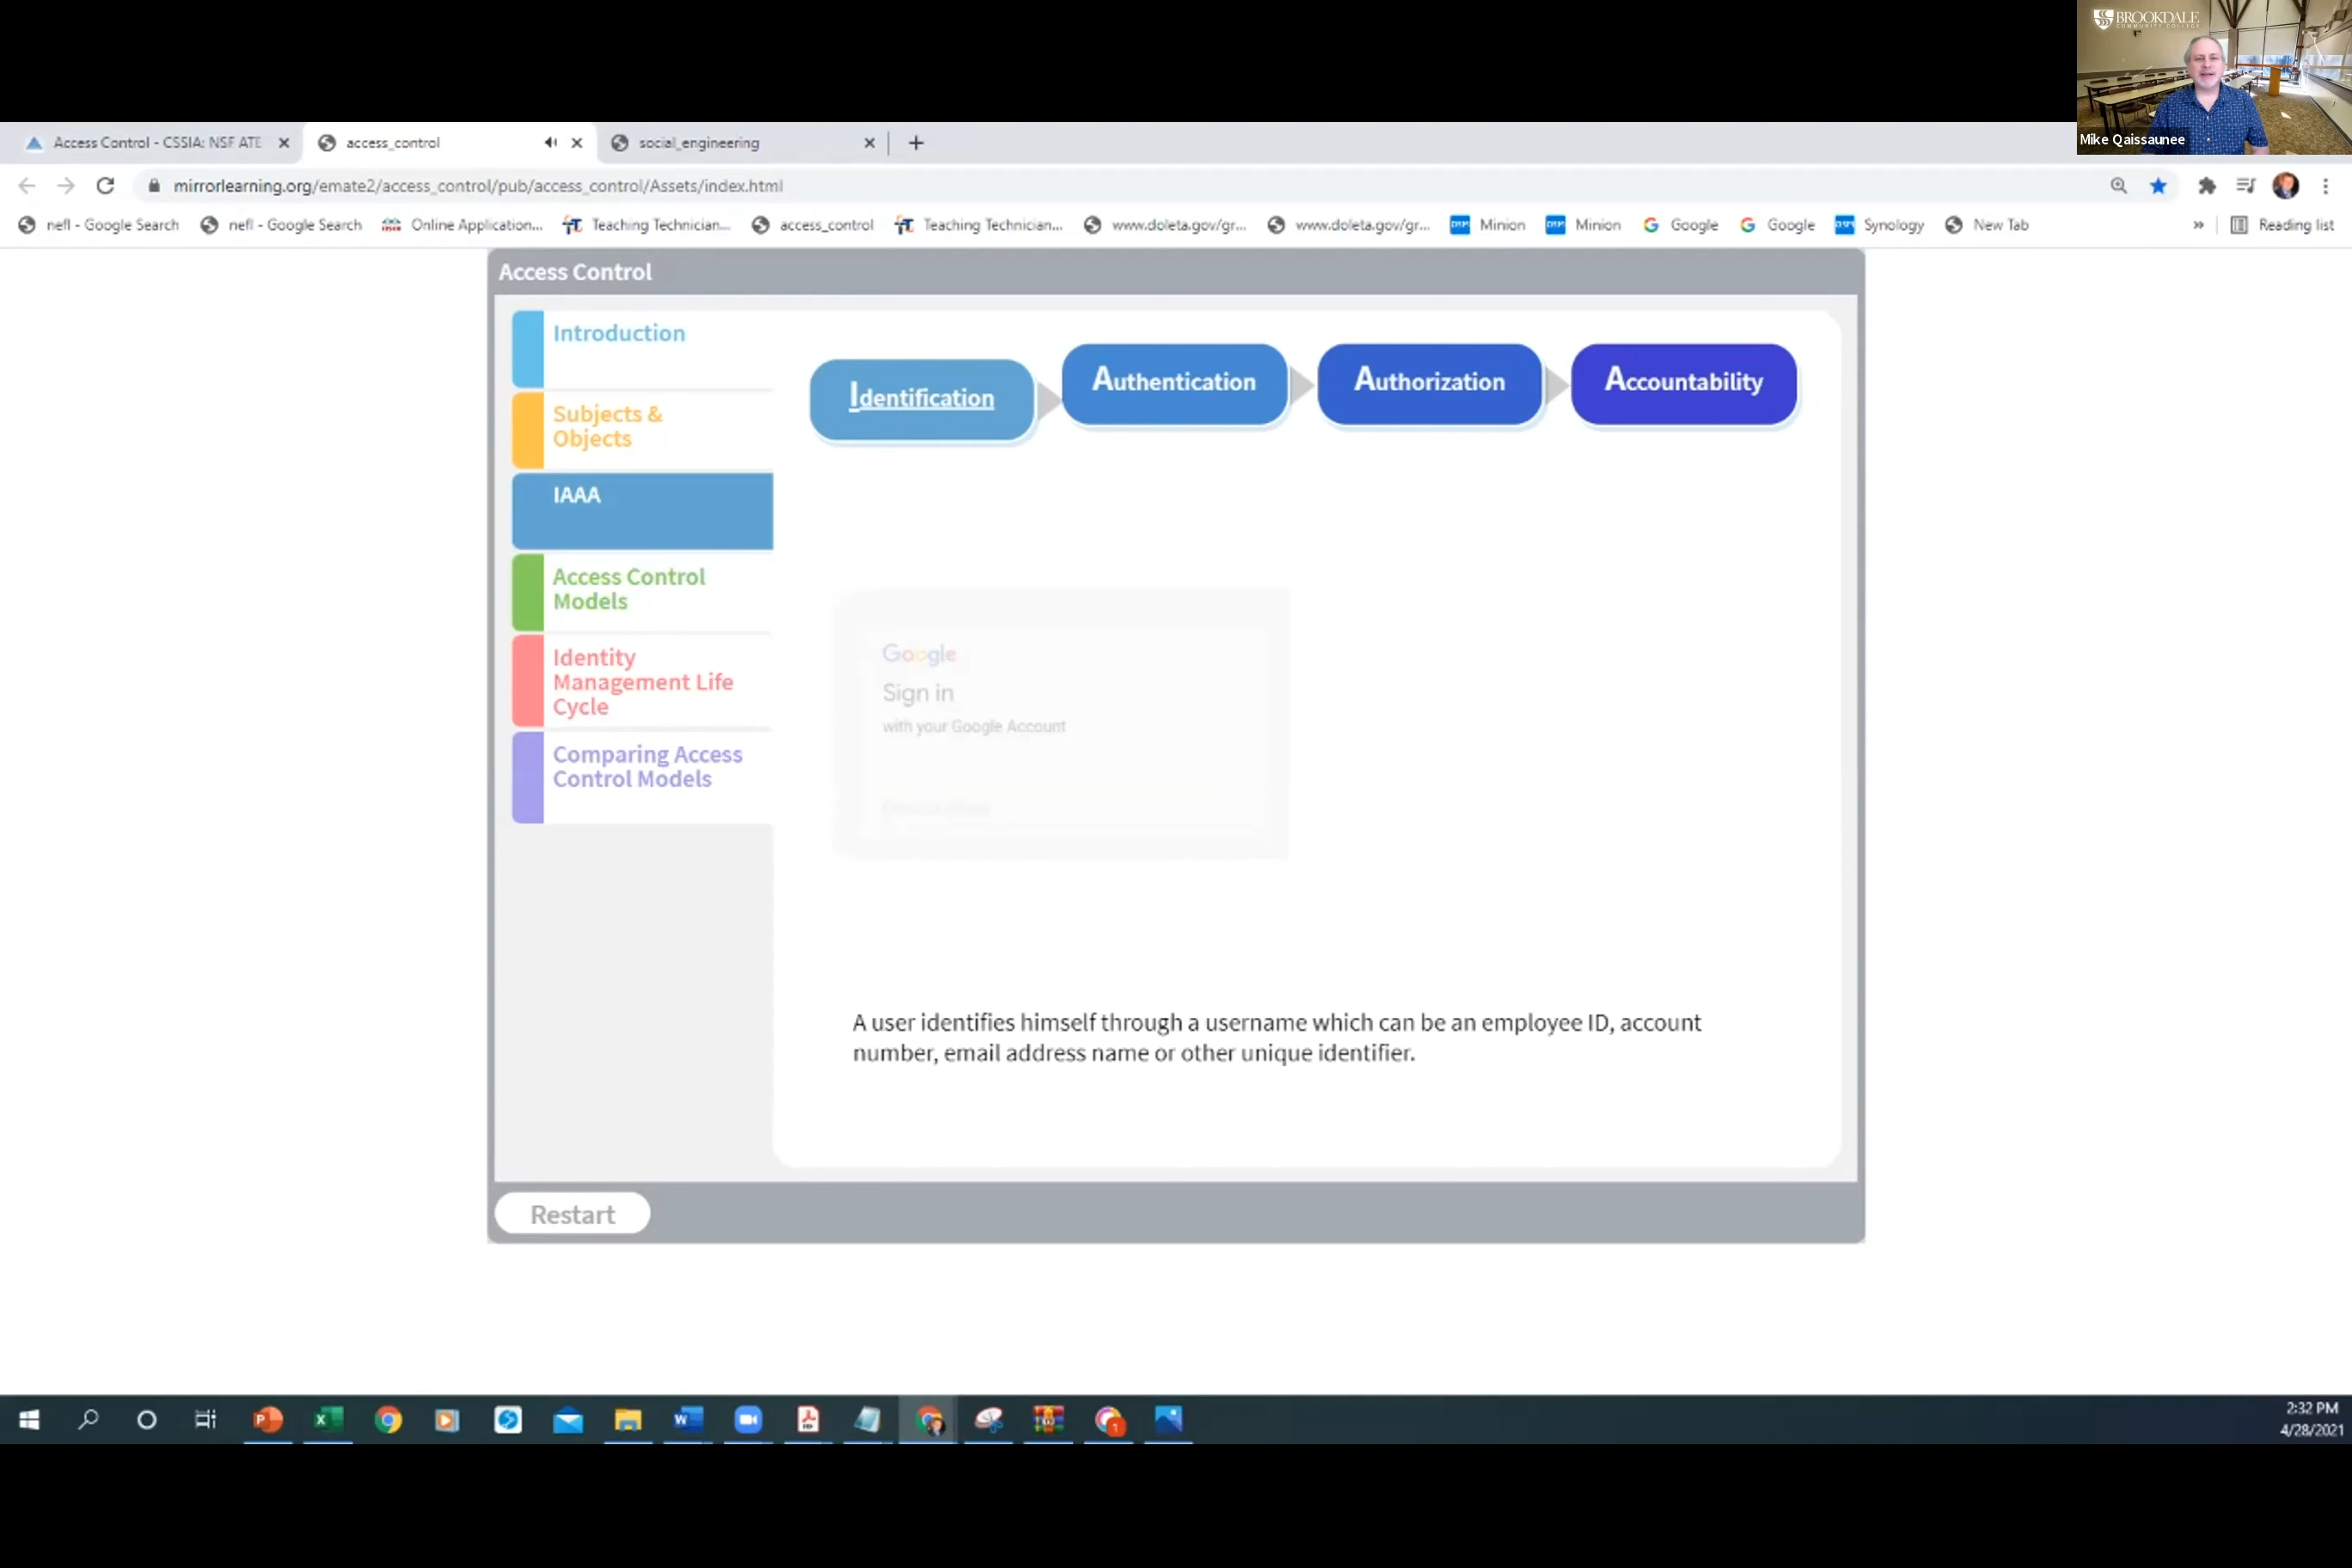 BROOKDALE
COMMUNITY COLLEGE
Mike Qaissaunee
Access Control - CSSIA: NSF ATE
access_control
social_engineering
mirrorlearning.org/emate2/access_control/pub/access_control/Assets/index.html
nefl - Google Search
nefl - Google Search
Online Application...
Teaching Technician...
access_control
Teaching Technician...
www.doleta.gov/gr...
www.doleta.gov/gr...
Minion
Minion
Google
Google
Synology
New Tab
»
Reading list
Access Control
Introduction
Subjects &
Objects
IAAA
Access Control
Models
Identity
Management Life
Cycle
Comparing Access
Control Models
Identification
Authentication
Authorization
Accountability
Google
Sign in
with your Google Account
A user identifies himself through a username which can be an employee ID, account
number, email address name or other unique identifier.
Restart
2:32 PM
4/28/2021